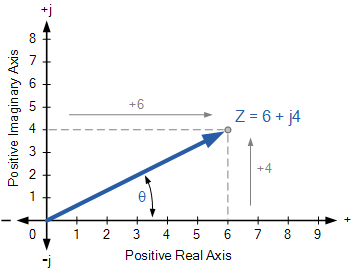 +j
8
7
6
5
4
3
2
1
Positive Imaginary Axis
+6
Z = 6 + j4
+4
θ
– 0 1 2 3 4 5 6 7 8 9 +
-j
Positive Real Axis